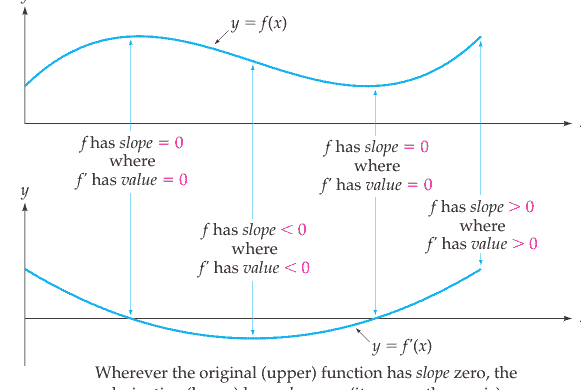 y = f(x)
f has slope = 0
where
f′ has value = 0
f has slope = 0
where
f′ has value = 0
y
f has slope < 0
where
f′ has value < 0
f has slope > 0
where
f′ has value > 0
y = f′(x)
Wherever the original (upper) function has slope zero, the